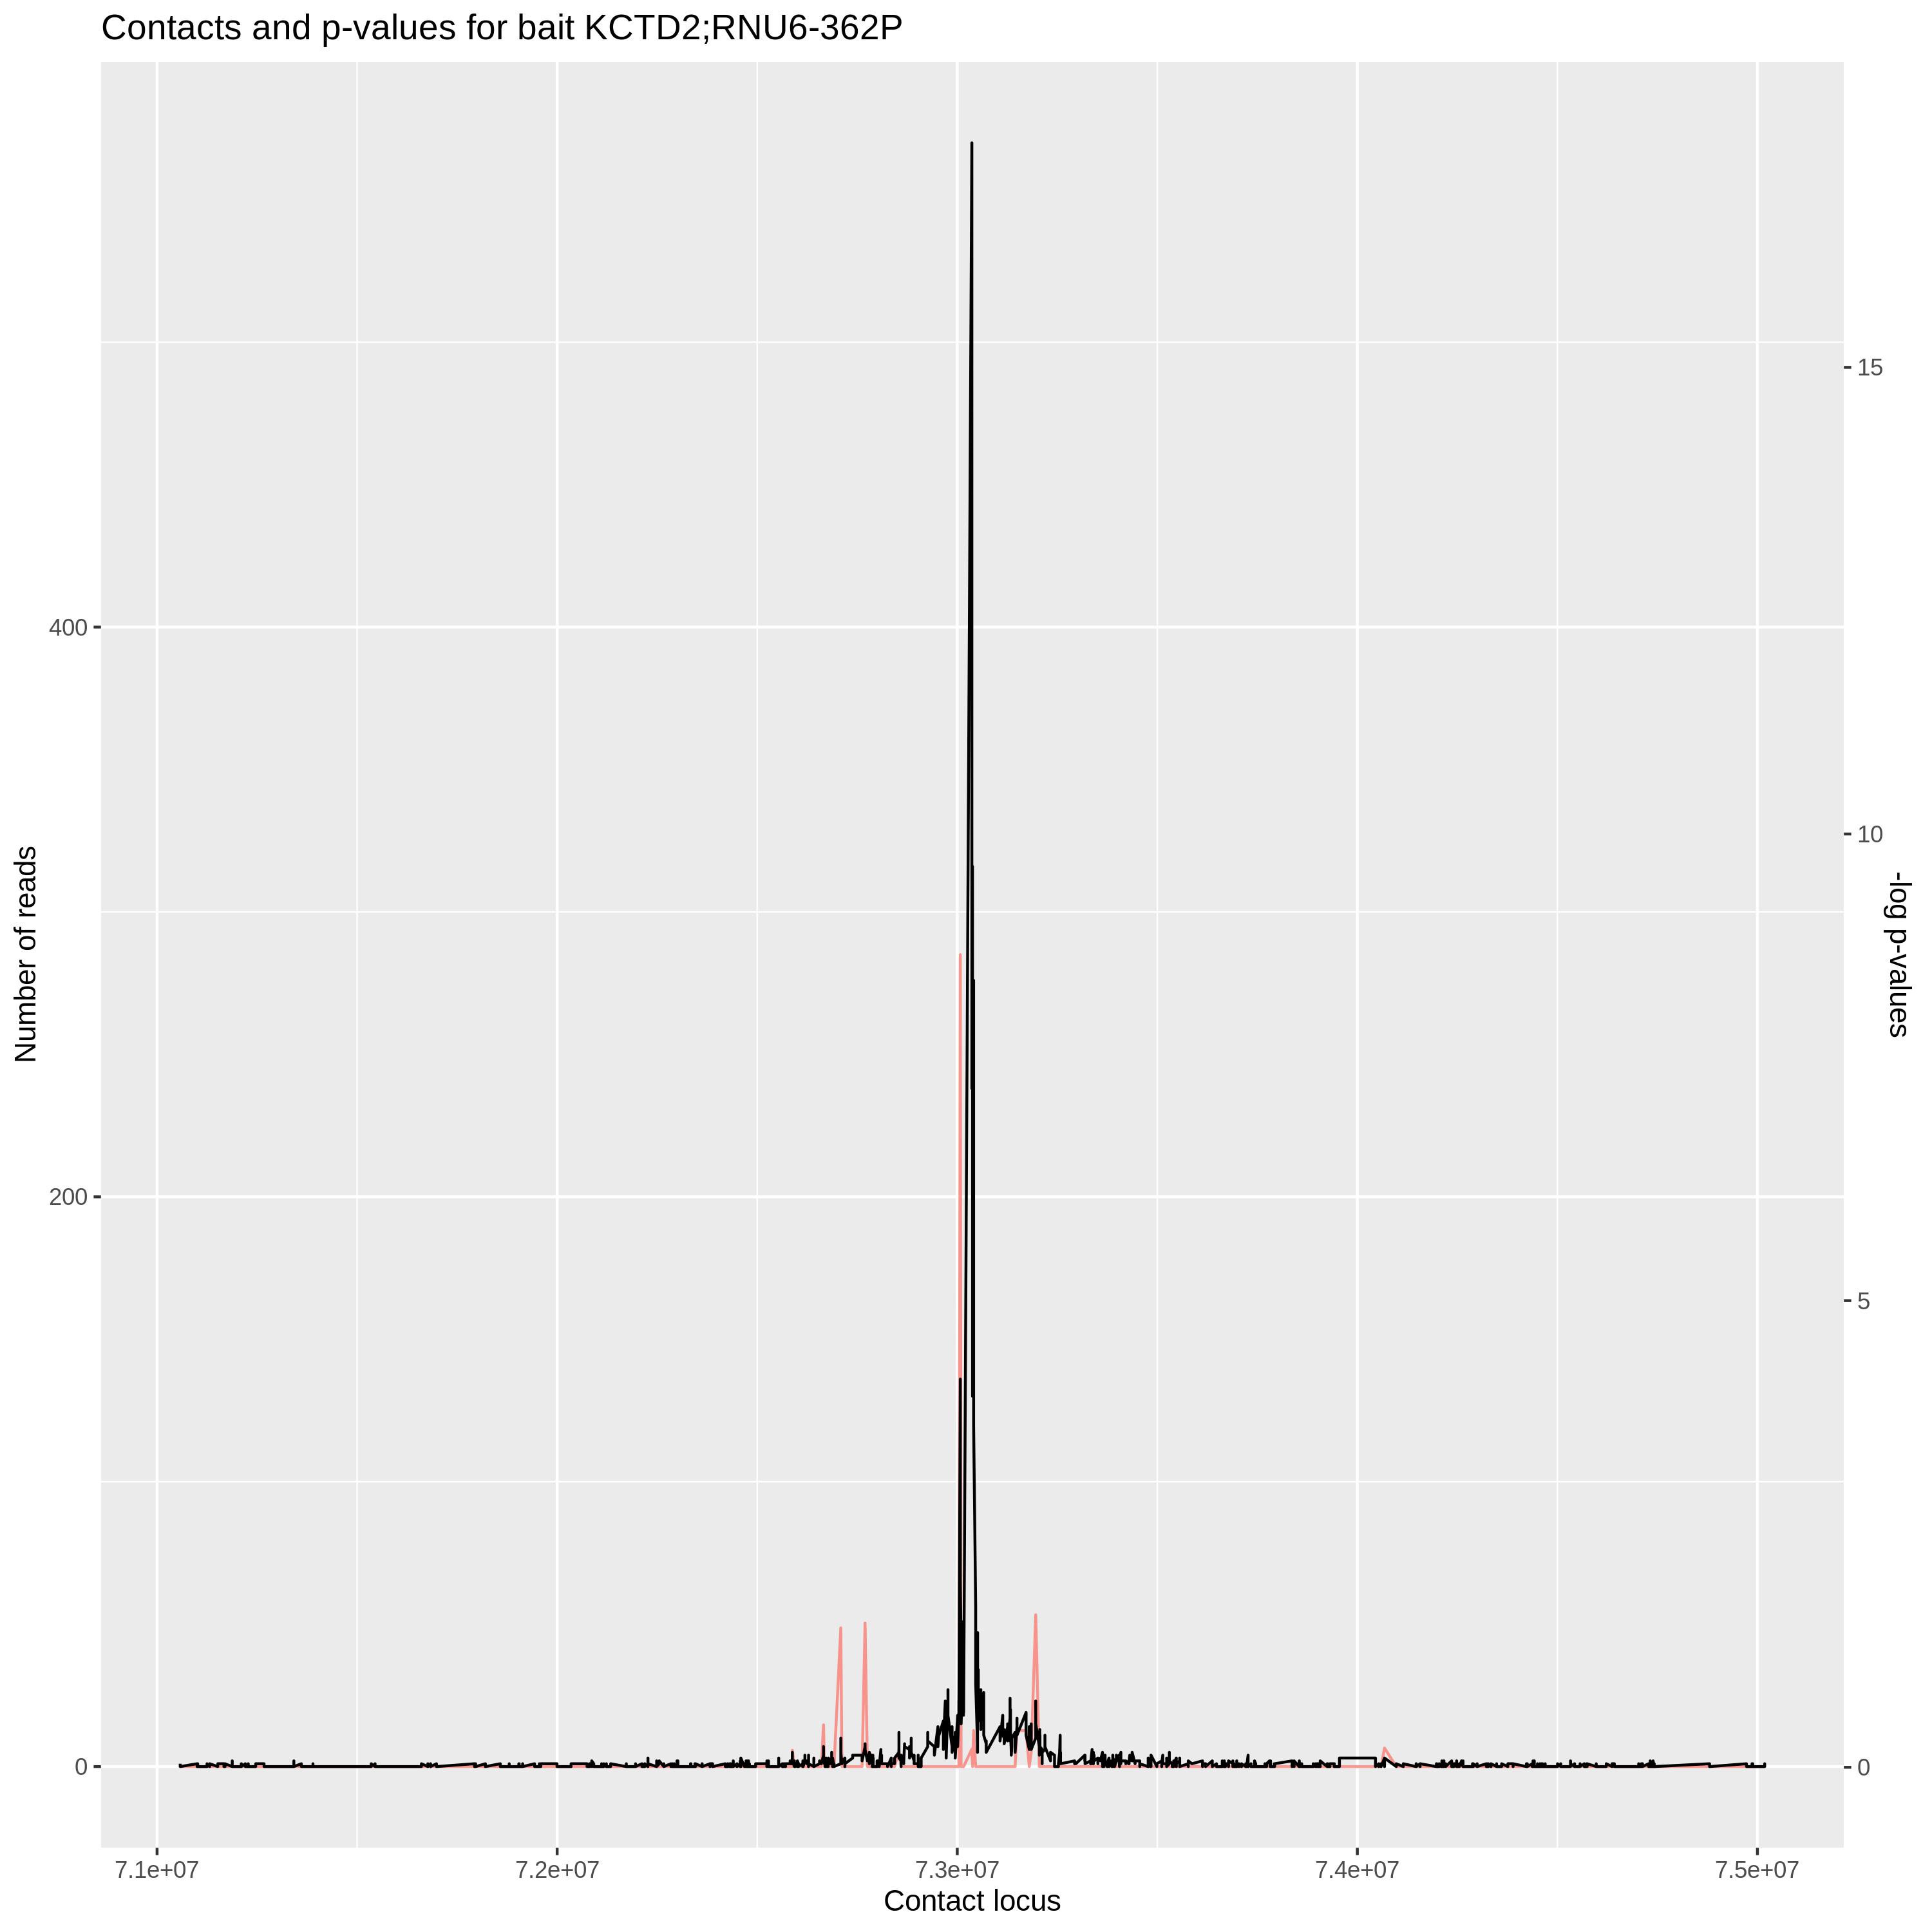 Contacts and p-values for bait KCTD2;RNU6-362P
Number of reads
400
200
0
15
10
5
0
-log p-values
7.1e+07
7.2e+07
7.3e+07
7.4e+07
7.5e+07
Contact locus